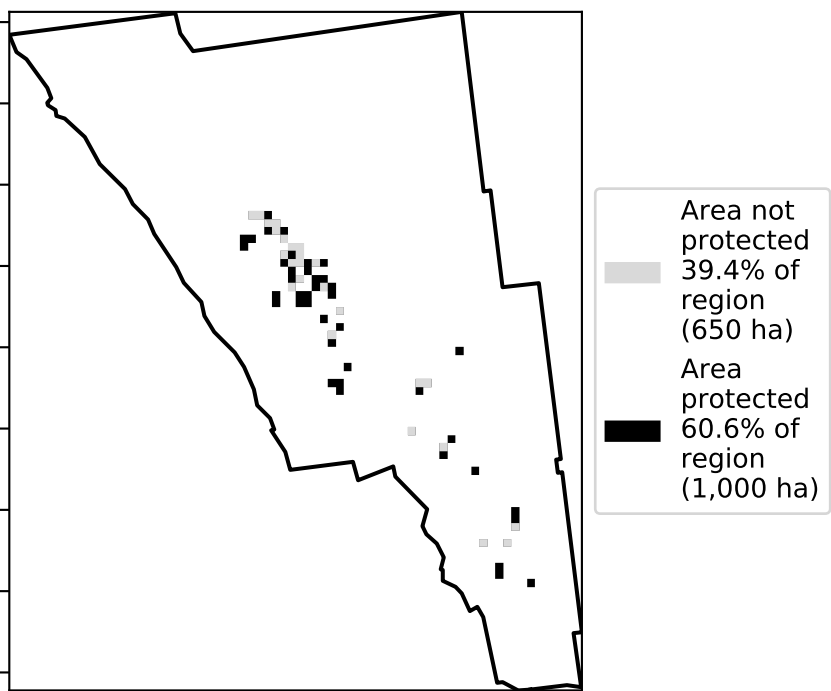 Area not
protected
39.4% of
region
(650 ha)
Area
protected
60.6% of
region
(1,000 ha)